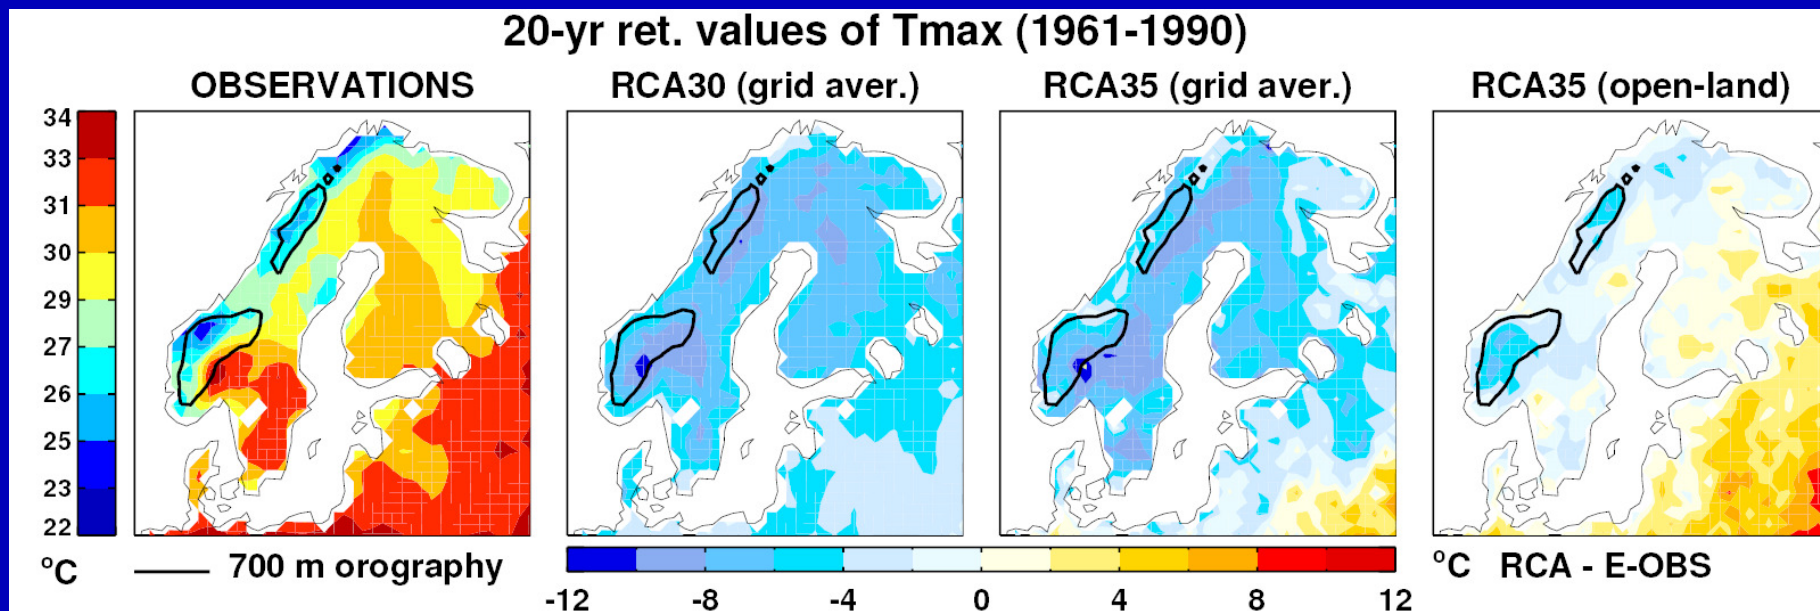 20-yr ret. values of Tmax (1961-1990)
OBSERVATIONS
RCA30 (grid aver.)
RCA35 (grid aver.)
RCA35 (open-land)
34
33
31
30
29
27
26
25
23
22
°C
700 m orography
-12 -8 -4 0 4 8 12
°C RCA - E-OBS